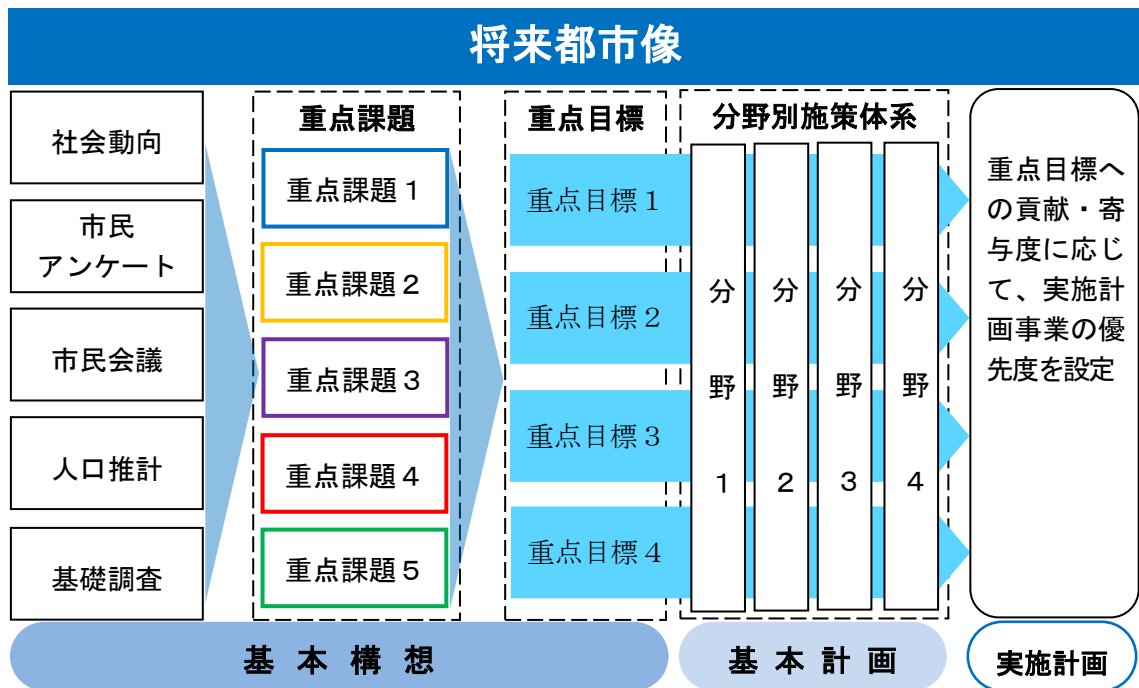 将来都市像
社会動向
市民
アンケート
市民会議
人口推計
基礎調査
重点課題
重点課題１
重点課題２
重点課題３
重点課題４
重点課題５
重点目標
重点目標１
重点目標２
重点目標３
重点目標４
分野別施策体系
分野１
分野２
分野３
分野４
重点目標へ
の貢献・寄
与度に応じ
て、実施計
画事業の優
先度を設定
基本構想
基本計画
実施計画